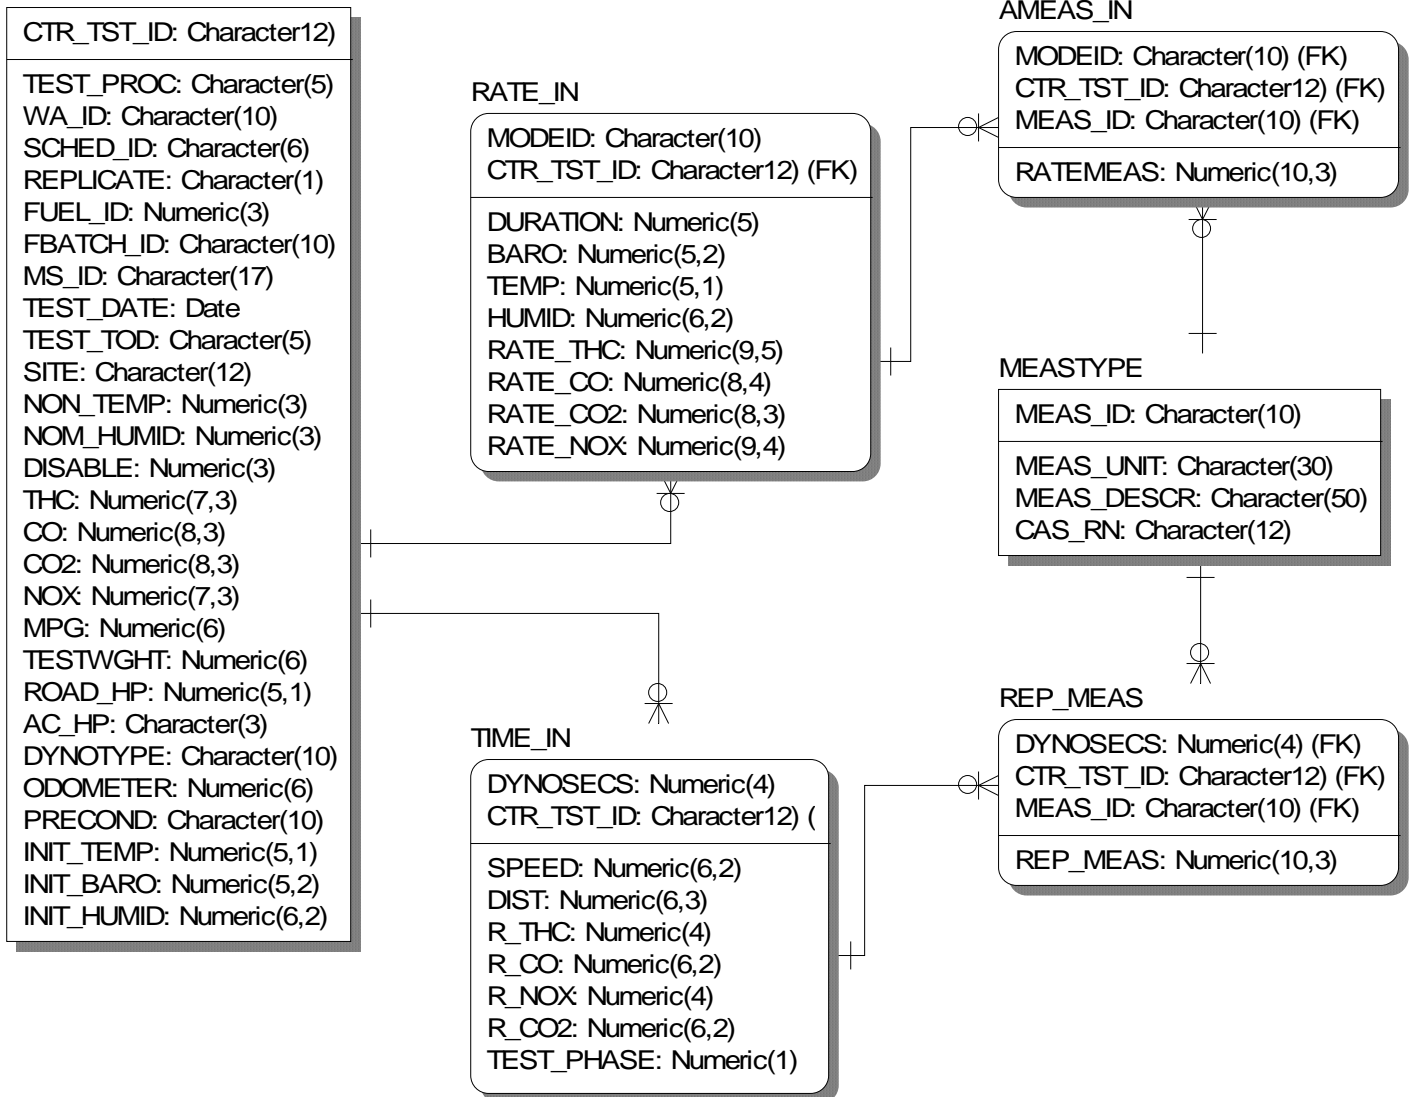 CTR_TST_ID: Character12)
TEST_PROC: Character(5)
WA_ID: Character(10)
SCHED_ID: Character(6)
REPLICATE: Character(1)
FUEL_ID: Numeric(3)
FBATCH_ID: Character(10)
MS_ID: Character(17)
TEST_DATE: Date
TEST_TOD: Character(5)
SITE: Character(12)
NON_TEMP: Numeric(3)
NOM_HUMID: Numeric(3)
DISABLE: Numeric(3)
THC: Numeric(7,3)
CO: Numeric(8,3)
CO2: Numeric(8,3)
NOX: Numeric(7,3)
MPG: Numeric(6)
TESTWGHT: Numeric(6)
ROAD_HP: Numeric(5,1)
AC_HP: Character(3)
DYNOTYPE: Character(10)
ODOMETER: Numeric(6)
PRECOND: Character(10)
INIT_TEMP: Numeric(5,1)
INIT_BARO: Numeric(5,2)
INIT_HUMID: Numeric(6,2)
RATE_IN
MODEID: Character(10)
CTR_TST_ID: Character12) (FK)
DURATION: Numeric(5)
BARO: Numeric(5,2)
TEMP: Numeric(5,1)
HUMID: Numeric(6,2)
RATE_THC: Numeric(9,5)
RATE_CO: Numeric(8,4)
RATE_CO2: Numeric(8,3)
RATE_NOX: Numeric(9,4)
TIME_IN
DYNOSECS: Numeric(4)
CTR_TST_ID: Character12) (
SPEED: Numeric(6,2)
DIST: Numeric(6,3)
R_THC: Numeric(4)
R_CO: Numeric(6,2)
R_NOX: Numeric(4)
R_CO2: Numeric(6,2)
TEST_PHASE: Numeric(1)
AMEAS_IN
MODEID: Character(10) (FK)
CTR_TST_ID: Character12) (FK)
MEAS_ID: Character(10) (FK)
RATEMEAS: Numeric(10,3)
MEASTYPE
MEAS_ID: Character(10)
MEAS_UNIT: Character(30)
MEAS_DESCR: Character(50)
CAS_RN: Character(12)
REP_MEAS
DYNOSECS: Numeric(4) (FK)
CTR_TST_ID: Character12) (FK)
MEAS_ID: Character(10) (FK)
REP_MEAS: Numeric(10,3)